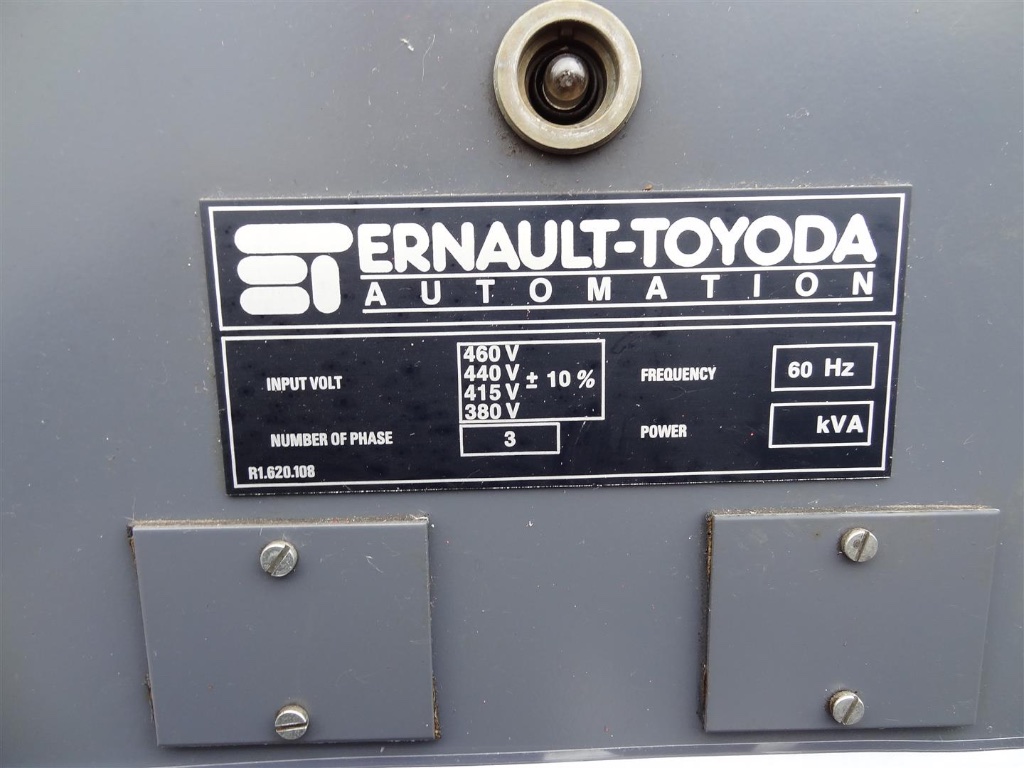 ERNAULT-TOYODA
AUTOMATION
INPUT VOLT
460 V
440 V
415 V
380 V
± 10 %
FREQUENCY
60 Hz
NUMBER OF PHASE
3
POWER
kVA
R1.620.108